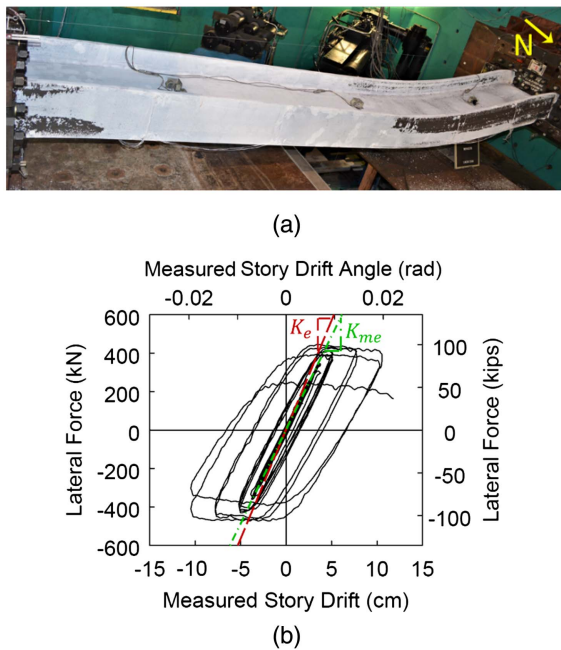 N
(a)
Measured Story Drift Angle (rad)
-0.02 0 0.02
600
400
200
0
-200
-400
-600
Lateral Force (kN)
K_e
K_me
100
50
0
-50
-100
Lateral Force (kips)
-15 -10 -5 0 5 10 15
Measured Story Drift (cm)
(b)